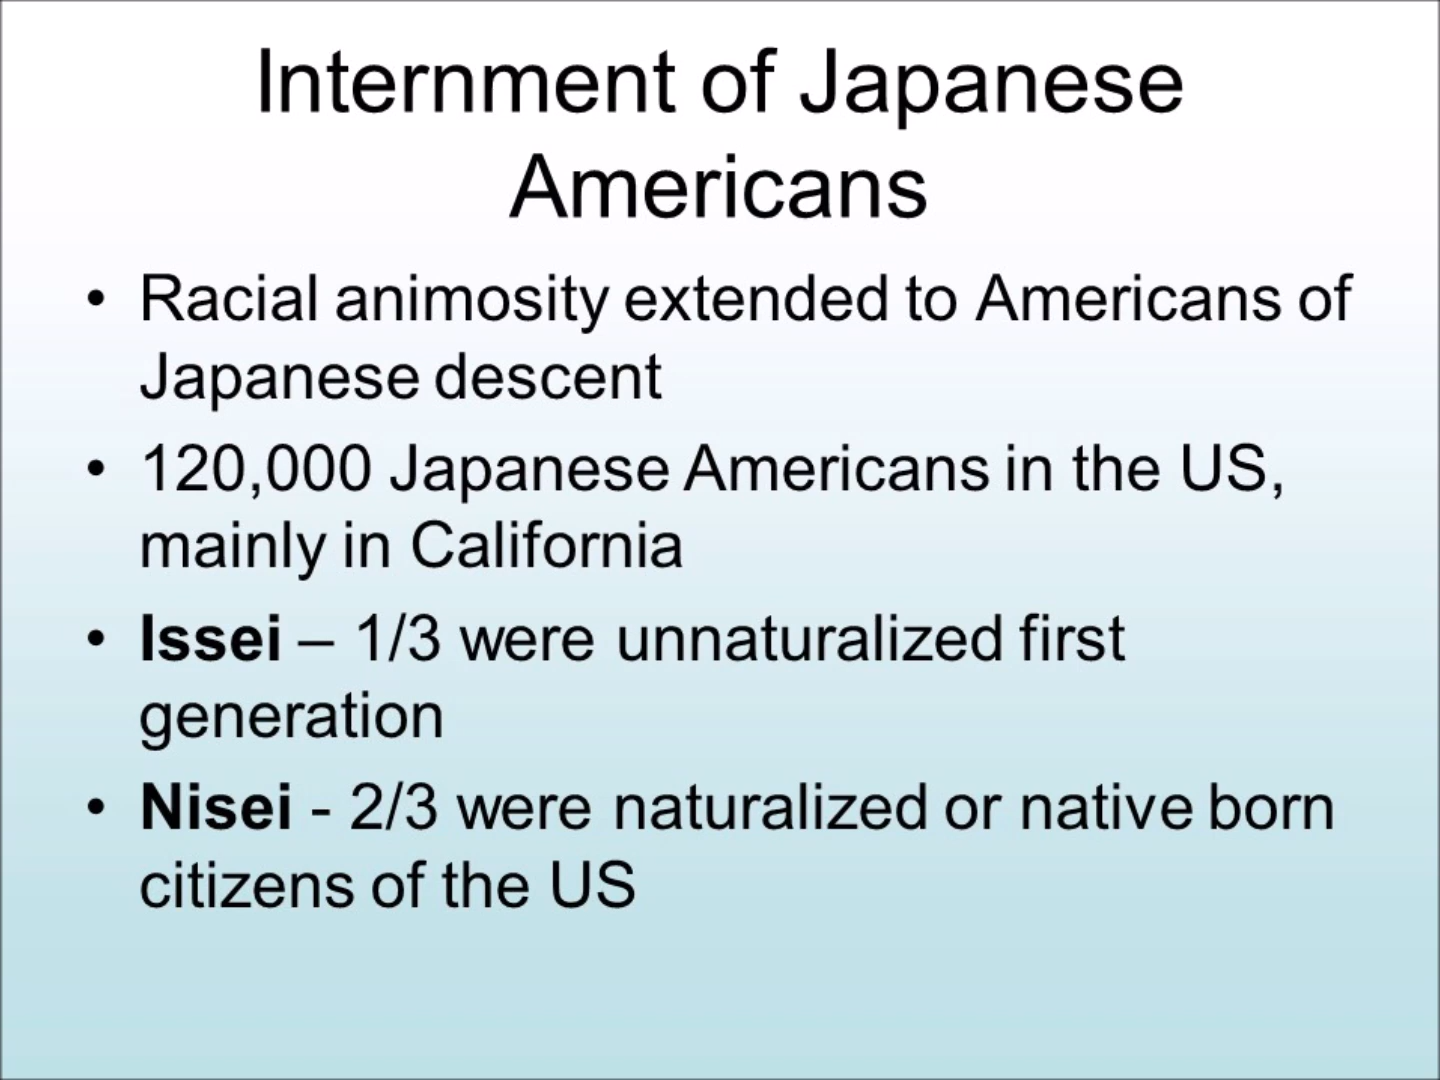 Internment of Japanese
Americans
• Racial animosity extended to Americans of
Japanese descent
• 120,000 Japanese Americans in the US,
mainly in California
• Issei – 1/3 were unnaturalized first
generation
• Nisei - 2/3 were naturalized or native born
citizens of the US